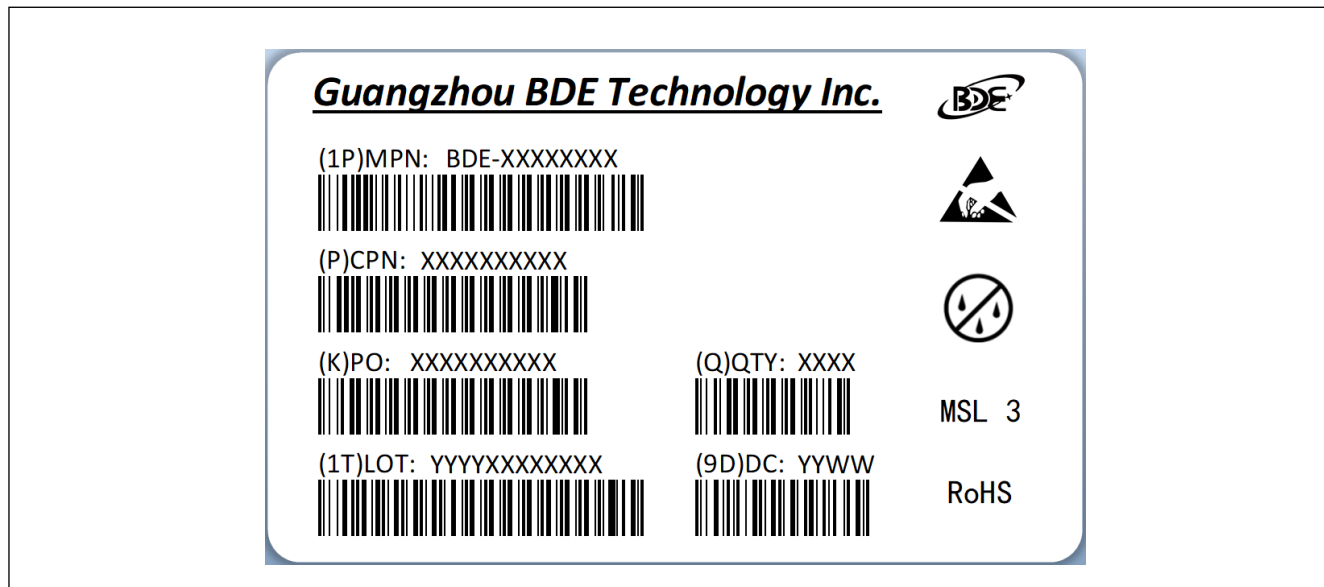 Guangzhou BDE Technology Inc.
BDE
(1P)MPN: BDE-XXXXXXXX
(P)CPN: XXXXXXXXXX
(K)PO: XXXXXXXXXX
(Q)QTY: XXXX
MSL 3
(1T)LOT: YYYYXXXXXXXX
(9D)DC: YYWW
RoHS